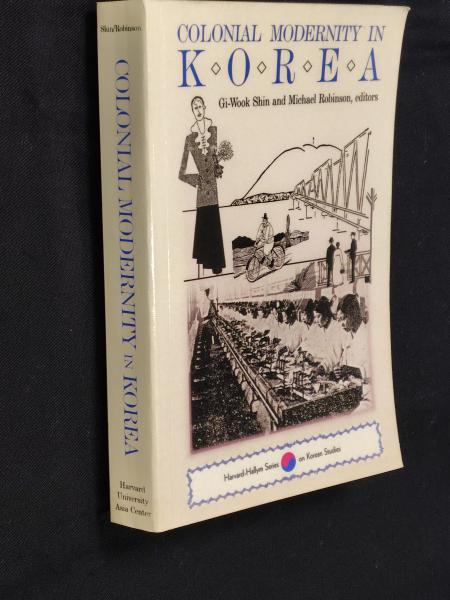 Shin/Robinson
COLONIAL MODERNITY IN KOREA
Harvard
University
Asia Center
COLONIAL MODERNITY IN
K◇O◇R◇E◇A
Gi-Wook Shin and Michael Robinson, editors
Harvard-Hallym Series on Korean Studies